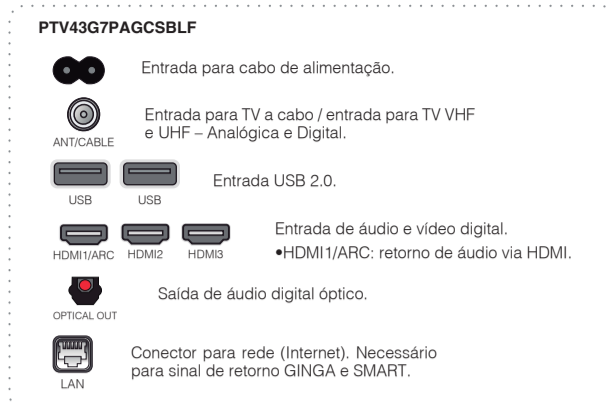 PTV43G7PAGCSBLF
Entrada para cabo de alimentação.
ANT/CABLE
Entrada para TV a cabo / entrada para TV VHF
e UHF – Analógica e Digital.
USB USB
Entrada USB 2.0.
HDMI1/ARC HDMI2 HDMI3
Entrada de áudio e vídeo digital.
•HDMI1/ARC: retorno de áudio via HDMI.
OPTICAL OUT
Saída de áudio digital óptico.
LAN
Conector para rede (Internet). Necessário
para sinal de retorno GINGA e SMART.